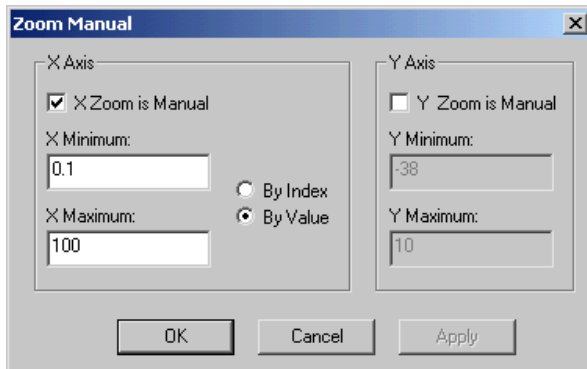 Zoom Manual
X Axis
X Zoom is Manual
X Minimum:
0.1
X Maximum:
100
By Index
By Value
Y Axis
Y Zoom is Manual
Y Minimum:
-38
Y Maximum:
10
OK
Cancel
Apply